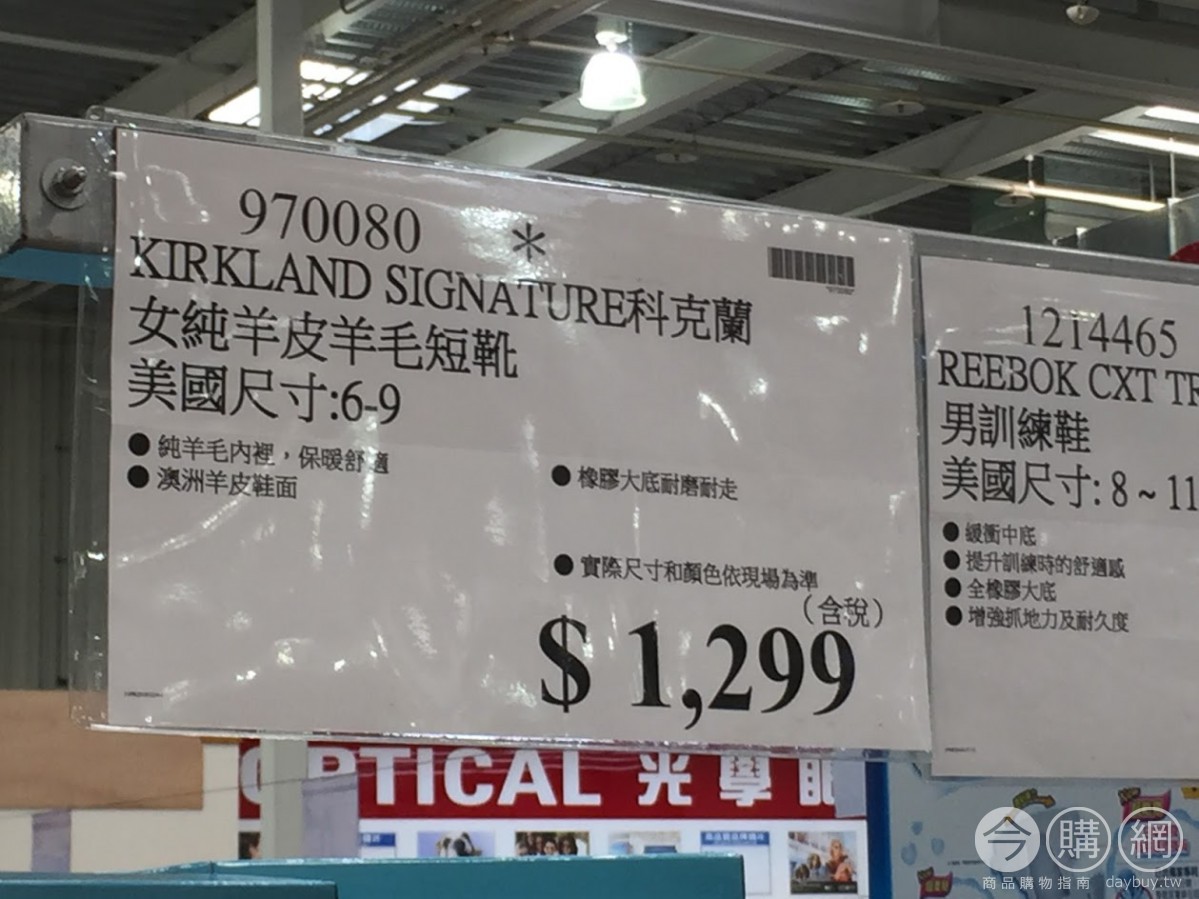 970080 *
KIRKLAND SIGNATURE科克蘭
女純羊皮羊毛短靴
美國尺寸:6-9
● 純羊毛內裡，保暖舒適
● 澳洲羊皮鞋面
● 橡膠大底耐磨耐走
● 實際尺寸和顏色依現場為準
（含稅）
$ 1,299
1214465
REEBOK CXT TR
男訓練鞋
美國尺寸: 8 ~ 11
● 緩衝中底
● 提升訓練時的舒適感
● 全橡膠大底
● 增強抓地力及耐久度
OPTICAL 光學眼
今購網
商品購物指南 daybuy.tw